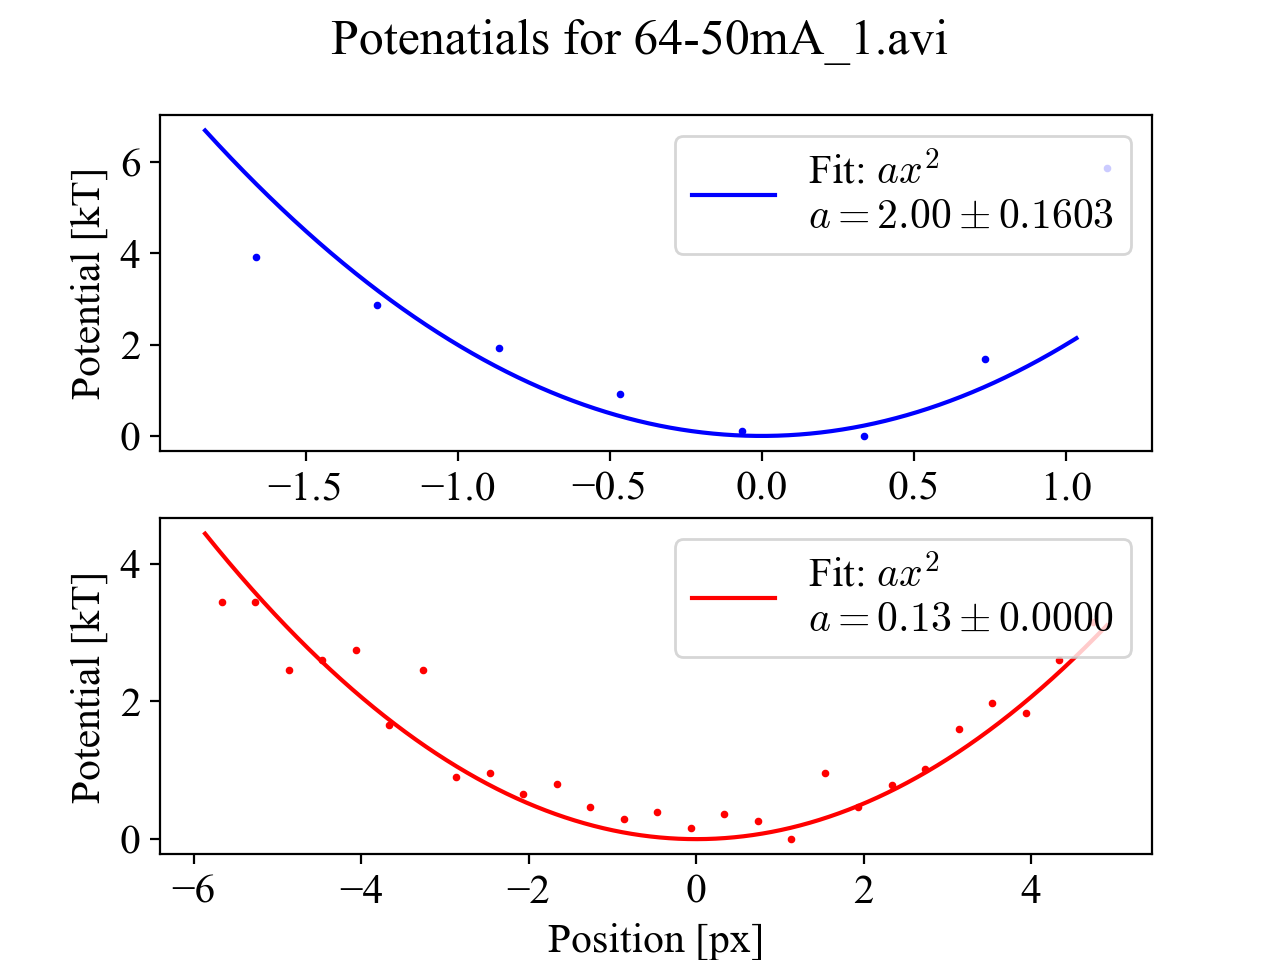 Potenatials for 64-50mA_1.avi
Potential [kT]
6
4
2
0
Fit: ax²
a = 2.00 ± 0.1603
−1.5 −1.0 −0.5 0.0 0.5 1.0
Potential [kT]
4
2
0
Fit: ax²
a = 0.13 ± 0.0000
−6 −4 −2 0 2 4
Position [px]